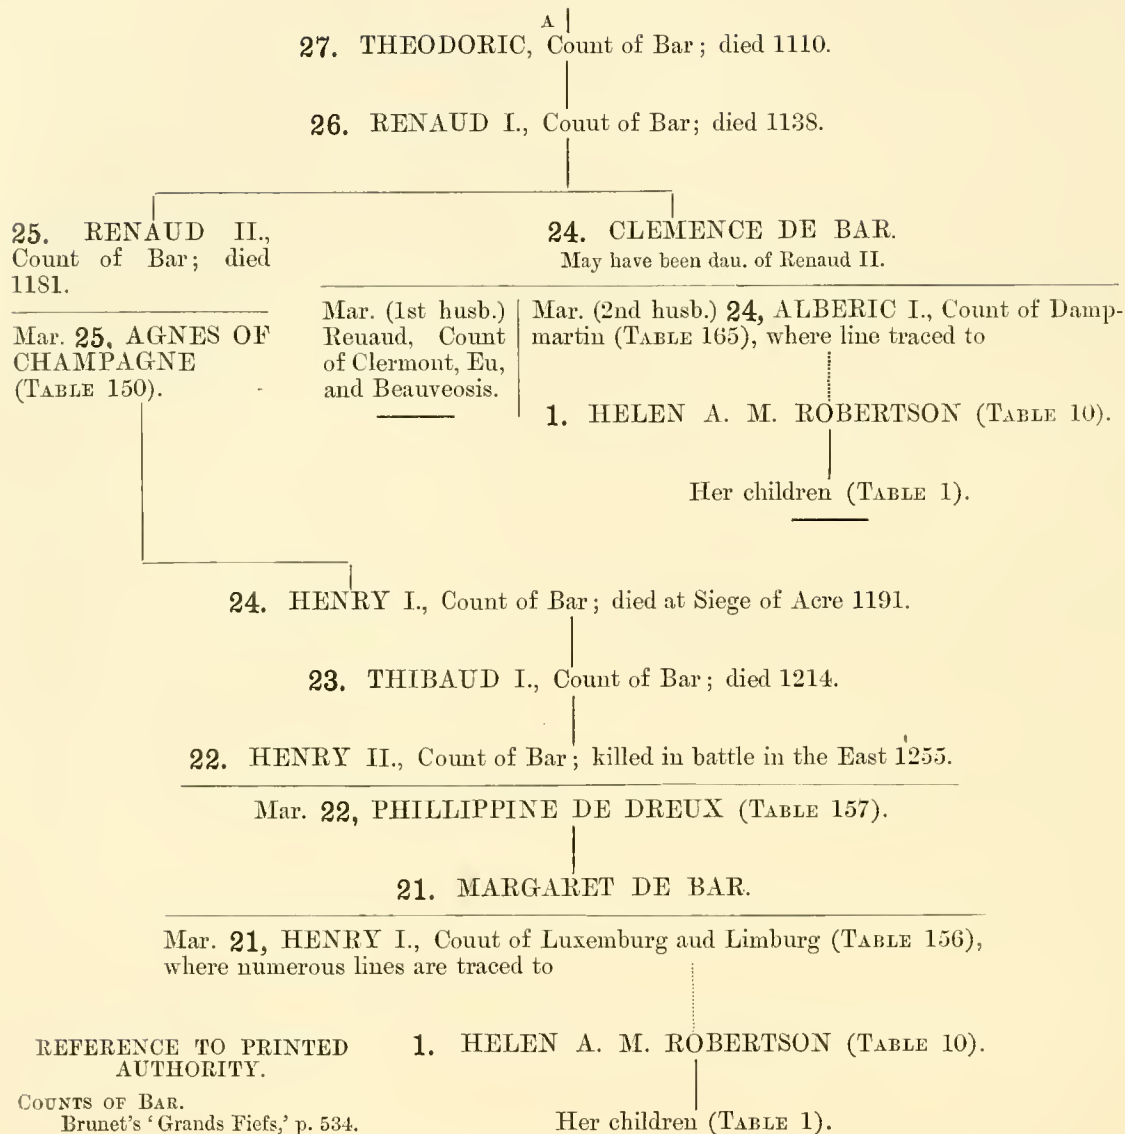 A
27. THEODORIC, Count of Bar; died 1110.
26. RENAUD I., Couut of Bar; died 1138.
25. RENAUD II.,
Count of Bar; died
1181.
Mar. 25, AGNES OF
CHAMPAGNE
(TABLE 150).
24. CLEMENCE DE BAR.
May have been dau. of Renaud II.
Mar. (1st husb.)
Renaud, Count
of Clermont, Eu,
and Beauveosis.
Mar. (2nd husb.) 24, ALBERIC I., Count of Damp-
martin (TABLE 165), where line traced to
1. HELEN A. M. ROBERTSON (TABLE 10).
Her children (TABLE 1).
24. HENRY I., Count of Bar; died at Siege of Acre 1191.
23. THIBAUD I., Count of Bar; died 1214.
22. HENRY II., Count of Bar; killed in battle in the East 1255.
Mar. 22, PHILLIPPINE DE DREUX (TABLE 157).
21. MARGARET DE BAR.
Mar. 21, HENRY I., Couut of Luxemburg aud Limburg (TABLE 156),
where numerous lines are traced to
1. HELEN A. M. ROBERTSON (TABLE 10).
Her children (TABLE 1).
REFERENCE TO PRINTED
AUTHORITY.
COUNTS OF BAR.
Brunet's 'Grands Fiefs,' p. 534.